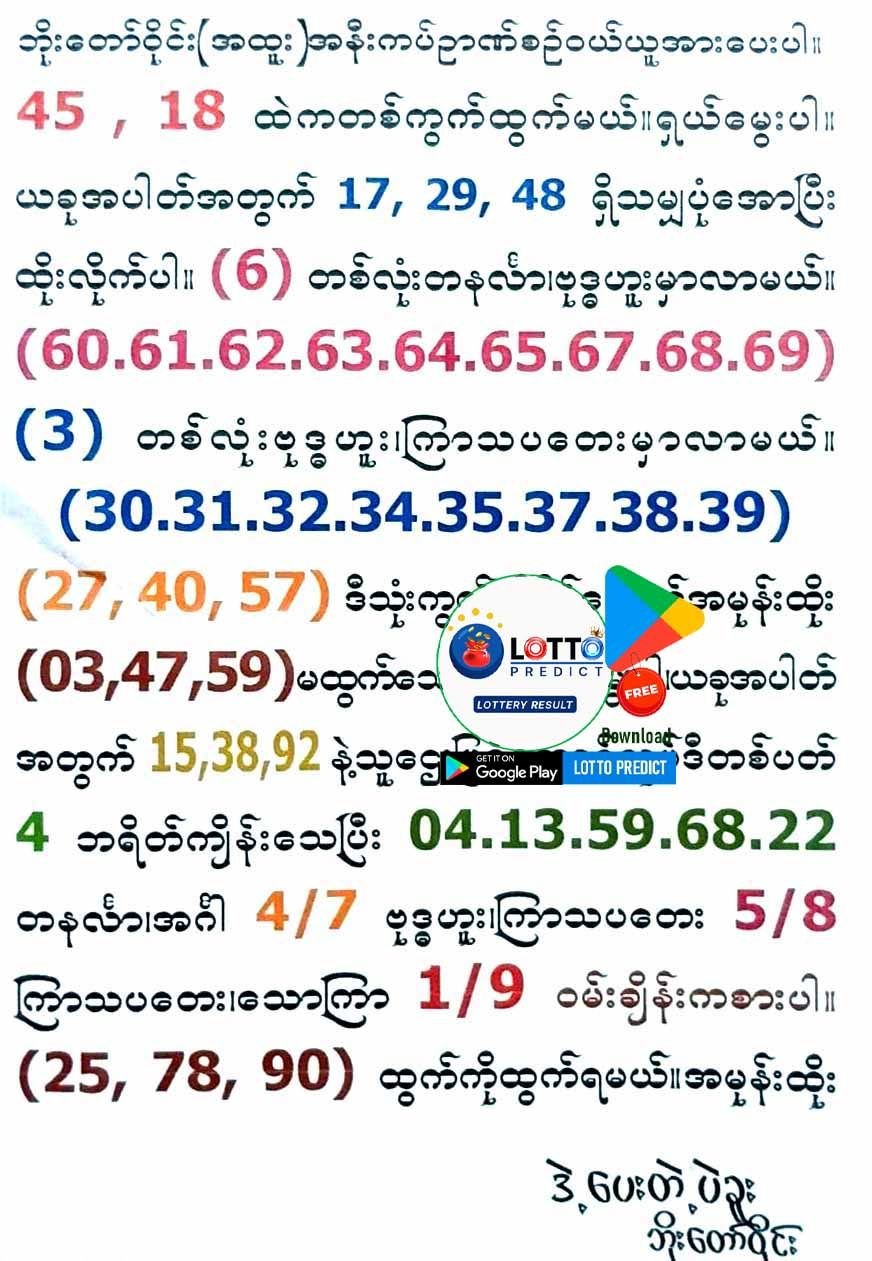 ဘိုးတော်ဝိုင်း(အထူး)အနီးကပ်ဉာဏ်စဉ်ဝယ်ယူအားပေးပါ။
45 , 18 ထဲကတစ်ကွက်ထွက်မယ်။ရှယ်မွေးပါ။
ယခုအပါတ်အတွက် 17, 29, 48 ရှိသမျှပုံအောပြီး
ထိုးလိုက်ပါ။ (6) တစ်လုံးတနင်္လာ၊ဗုဒ္ဓဟူးမှာလာမယ်။
(60.61.62.63.64.65.67.68.69)
(3) တစ်လုံးဗုဒ္ဓဟူး၊ကြာသပတေးမှာလာမယ်။
(30.31.32.34.35.37.38.39)
(27, 40, 57) ဒီသုံးကွက် အမုန်းထိုး
(03,47,59)မထွက်သေ ယခုအပါတ်
LOTTO
PREDICT
LOTTERY RESULT
FREE
Download
အတွက် 15,38,92 နဲ့သူဌေး ဒီတစ်ပတ်
GET IT ON
Google Play
LOTTO PREDICT
4 ဘရိတ်ကျိန်းသေပြီး 04.13.59.68.22
တနင်္လာ၊အင်္ဂါ 4/7 ဗုဒ္ဓဟူး၊ကြာသပတေး 5/8
ကြာသပတေး၊သောကြာ 1/9 ဝမ်းချိန်းကစားပါ။
(25, 78, 90) ထွက်ကိုထွက်ရမယ်။အမုန်းထိုး
ဒဲ့ပေးတဲ့ပဲခူး
ဘိုးတော်ဝိုင်း